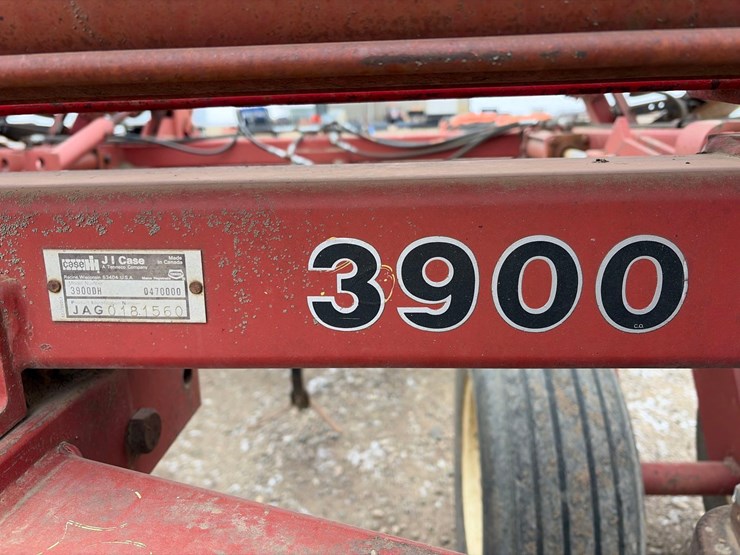 case IH
J I Case
A Tenneco Company
Made
in Canada
Racine Wisconsin 53404 U.S.A.
3900DH 0470000
JAG0181560
3900